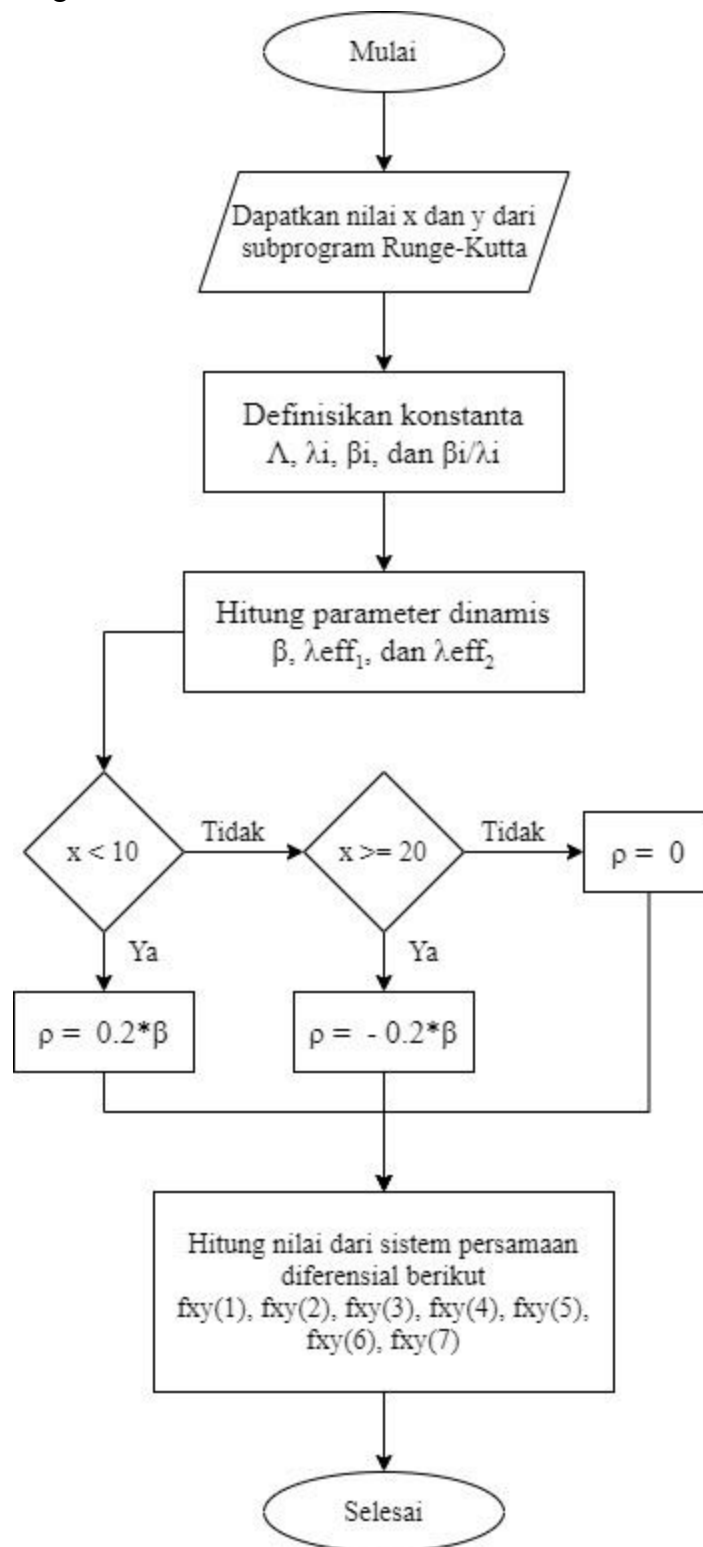 Mulai
Dapatkan nilai x dan y dari
subprogram Runge-Kutta
Definisikan konstanta
Λ, λi, βi, dan βi/λi
Hitung parameter dinamis
β, λeff₁, dan λeff₂
x < 10
Tidak
x >= 20
Tidak
ρ = 0
Ya
Ya
ρ = 0.2*β
ρ = - 0.2*β
Hitung nilai dari sistem persamaan
diferensial berikut
fxy(1), fxy(2), fxy(3), fxy(4), fxy(5),
fxy(6), fxy(7)
Selesai